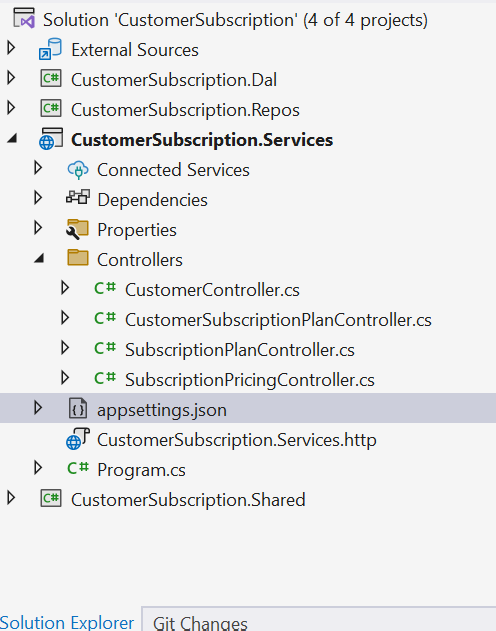 Solution 'CustomerSubscription' (4 of 4 projects)
External Sources
C# CustomerSubscription.Dal
C# CustomerSubscription.Repos
CustomerSubscription.Services
Connected Services
Dependencies
Properties
Controllers
C# CustomerController.cs
C# CustomerSubscriptionPlanController.cs
C# SubscriptionPlanController.cs
C# SubscriptionPricingController.cs
appsettings.json
CustomerSubscription.Services.http
C# Program.cs
C# CustomerSubscription.Shared
Solution Explorer Git Changes